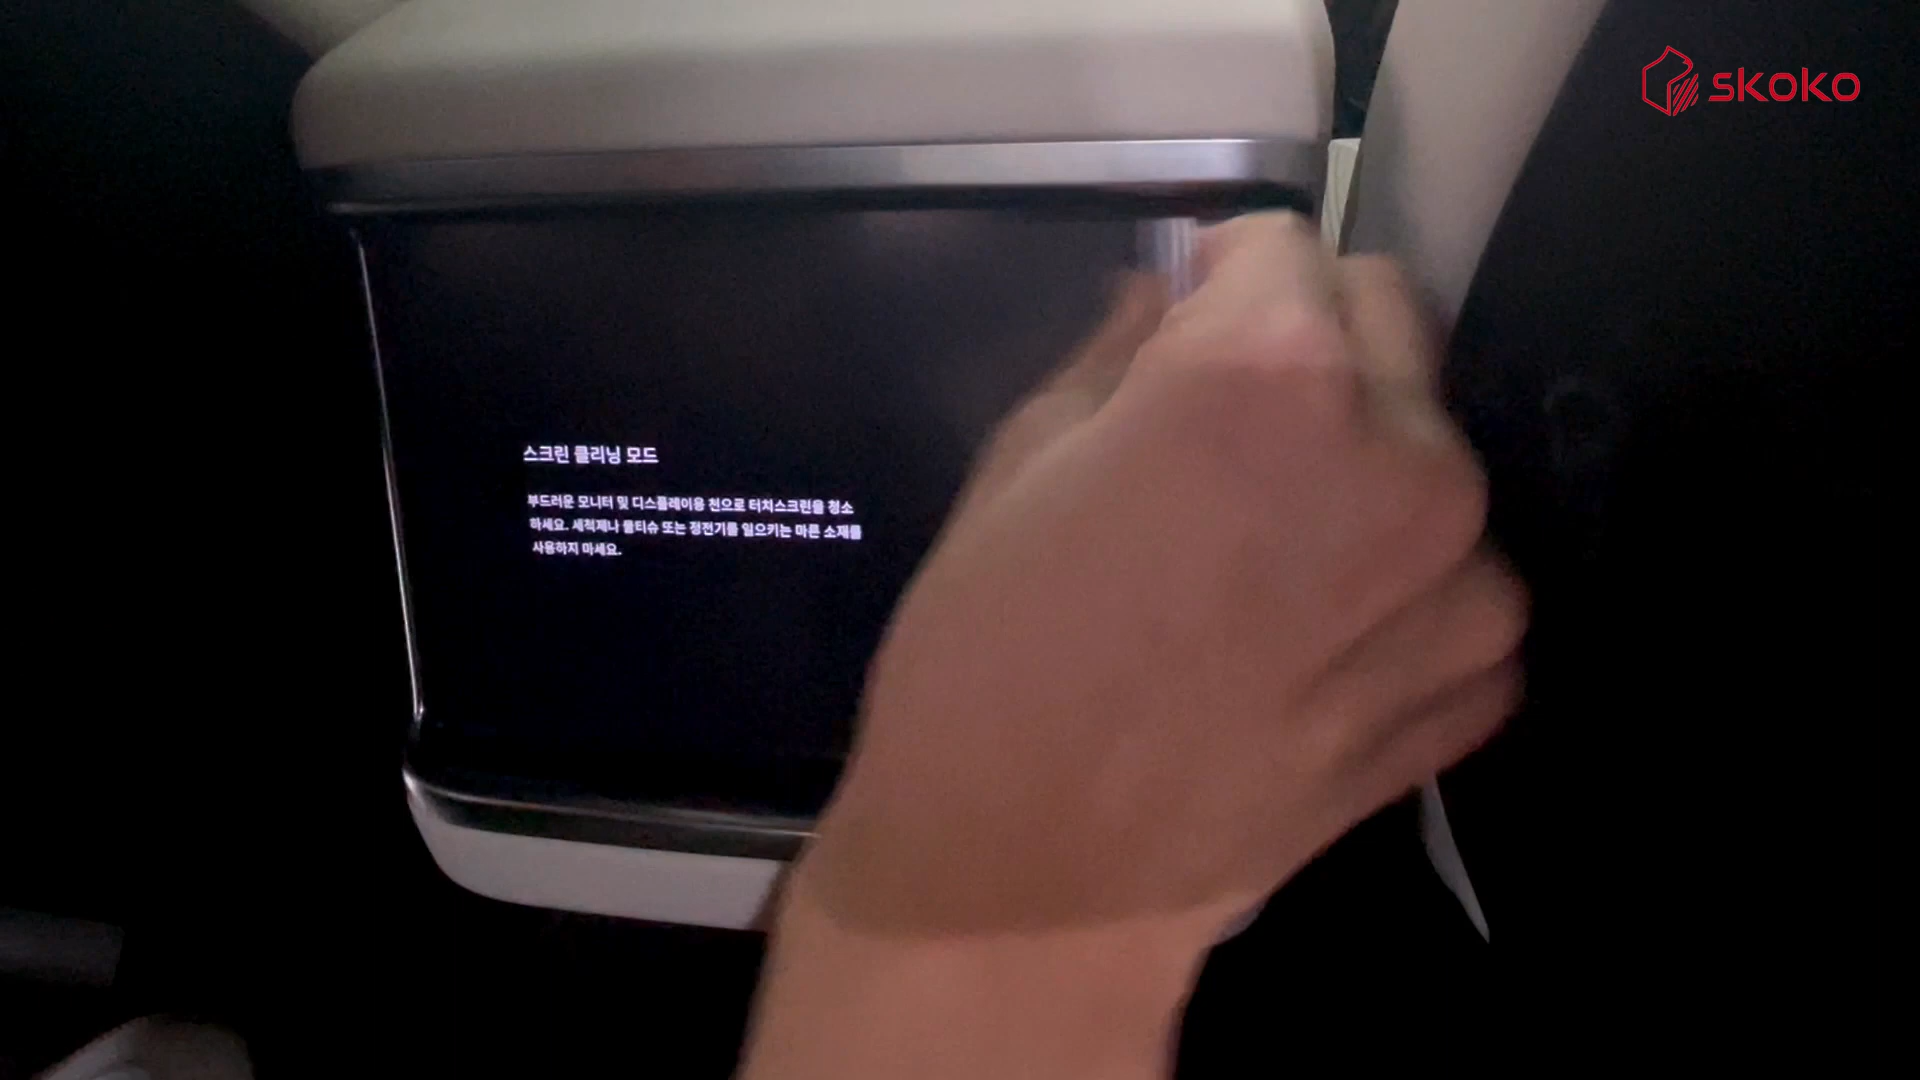 SKOKO
스크린 클리닝 모드
부드러운 모니터 및 디스플레이용 천으로 터치스크린을 청소
하세요. 세척제나 물티슈 또는 정전기를 일으키는 마른 소재를
사용하지 마세요.